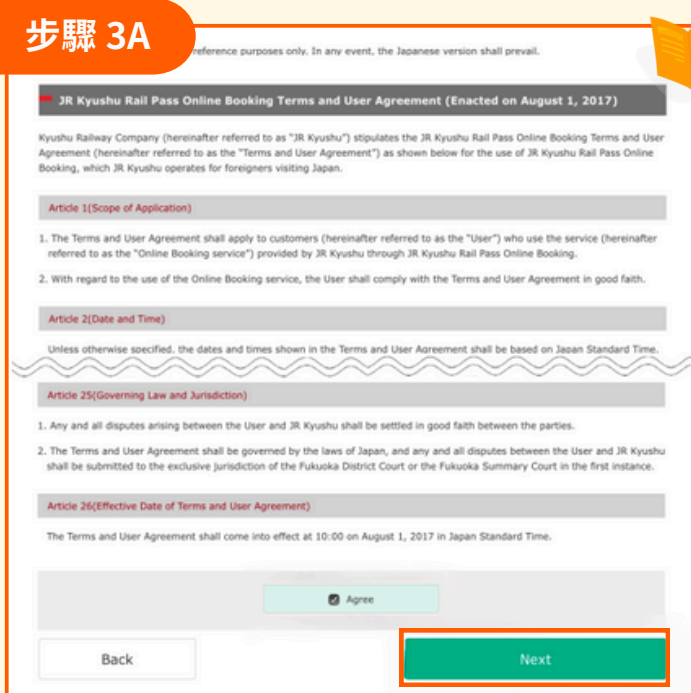 步驟 3A
reference purposes only. In any event, the Japanese version shall prevail.
JR Kyushu Rail Pass Online Booking Terms and User Agreement (Enacted on August 1, 2017)
Kyushu Railway Company (hereinafter referred to as "JR Kyushu") stipulates the JR Kyushu Rail Pass Online Booking Terms and User
Agreement (hereinafter referred to as the "Terms and User Agreement") as shown below for the use of JR Kyushu Rail Pass Online
Booking, which JR Kyushu operates for foreigners visiting Japan.
Article 1(Scope of Application)
1. The Terms and User Agreement shall apply to customers (hereinafter referred to as the "User") who use the service (hereinafter
referred to as the "Online Booking service") provided by JR Kyushu through JR Kyushu Rail Pass Online Booking.
2. With regard to the use of the Online Booking service, the User shall comply with the Terms and User Agreement in good faith.
Article 2(Date and Time)
Unless otherwise specified, the dates and times shown in the Terms and User Agreement shall be based on Japan Standard Time.
Article 25(Governing Law and Jurisdiction)
1. Any and all disputes arising between the User and JR Kyushu shall be settled in good faith between the parties.
2. The Terms and User Agreement shall be governed by the laws of Japan, and any and all disputes between the User and JR Kyushu
shall be submitted to the exclusive jurisdiction of the Fukuoka District Court or the Fukuoka Summary Court in the first instance.
Article 26(Effective Date of Terms and User Agreement)
The Terms and User Agreement shall come into effect at 10:00 on August 1, 2017 in Japan Standard Time.
Agree
Back
Next